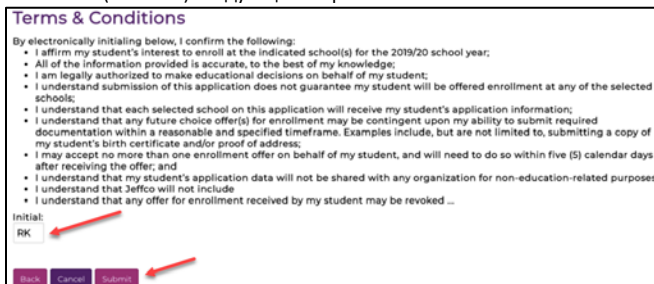 Terms & Conditions
By electronically initialing below, I confirm the following:
• I affirm my student's interest to enroll at the indicated school(s) for the 2019/20 school year;
• All of the information provided is accurate, to the best of my knowledge;
• I am legally authorized to make educational decisions on behalf of my student;
• I understand submission of this application does not guarantee my student will be offered enrollment at any of the selected
schools;
• I understand that each selected school on this application will receive my student's application information;
• I understand that any future choice offer(s) for enrollment may be contingent upon my ability to submit required
documentation within a reasonable and specified timeframe. Examples include, but are not limited to, submitting a copy of
my student's birth certificate and/or proof of address;
• I may accept no more than one enrollment offer on behalf of my student, and will need to do so within five (5) calendar days
after receiving the offer; and
• I understand that my student's application data will not be shared with any organization for non-education-related purposes
• I understand that Jeffco will not include
• I understand that any offer for enrollment received by my student may be revoked ...
Initial:
RK
Back Cancel Submit